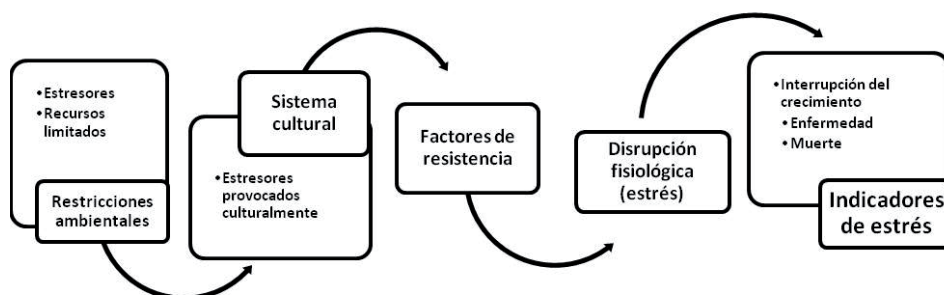 •Estresores
•Recursos
limitados
Restricciones
ambientales
Sistema
cultural
•Estresores
provocados
culturalmente
Factores de
resistencia
Disrupción
fisiológica
(estrés)
•Interrupción del
crecimiento
•Enfermedad
•Muerte
Indicadores
de estrés